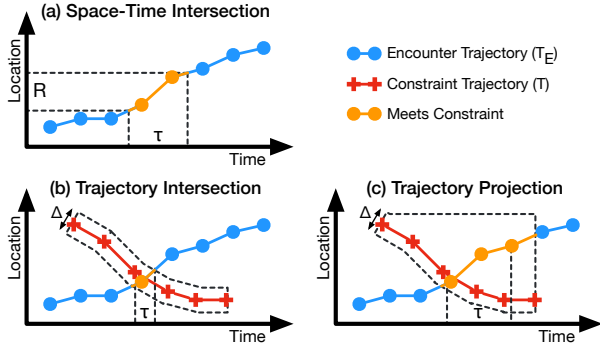 (a) Space-Time Intersection
Location
R
τ
Time
Encounter Trajectory (T_E)
Constraint Trajectory (T)
Meets Constraint
(b) Trajectory Intersection
Location
Δ
τ
Time
(c) Trajectory Projection
Location
Δ
τ
Time